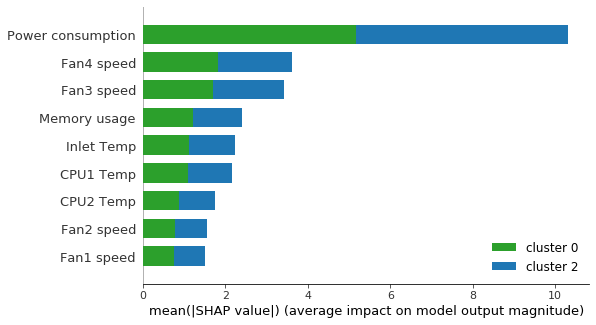 Power consumption
Fan4 speed
Fan3 speed
Memory usage
Inlet Temp
CPU1 Temp
CPU2 Temp
Fan2 speed
Fan1 speed
cluster 0
cluster 2
0 2 4 6 8 10
mean(|SHAP value|) (average impact on model output magnitude)